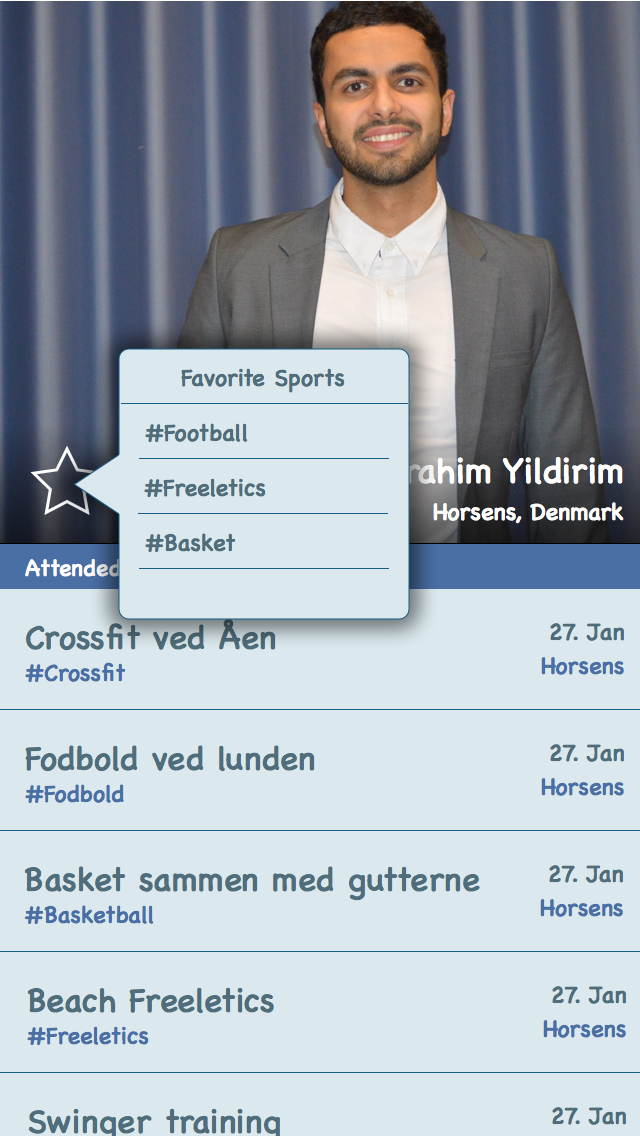 Favorite Sports
#Football
#Freeletics
#Basket
rahim Yildirim
Horsens, Denmark
Attended
Crossfit ved Åen
27. Jan
#Crossfit
Horsens
Fodbold ved lunden
27. Jan
#Fodbold
Horsens
Basket sammen med gutterne
27. Jan
#Basketball
Horsens
Beach Freeletics
27. Jan
#Freeletics
Horsens
Swinger training
27. Jan